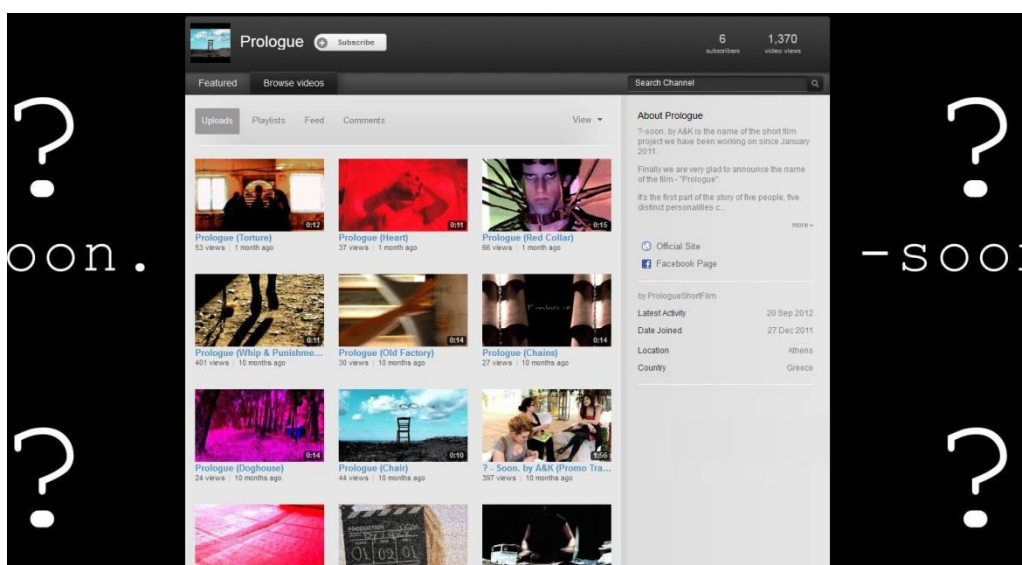 Prologue
Subscribe
6
subscribers
1,370
video views
Featured
Browse videos
Search Channel
Uploads
Playlists
Feed
Comments
View
0:12
Prologue (Torture)
53 views | 1 month ago
0:11
Prologue (Heart)
37 views | 1 month ago
0:15
Prologue (Red Collar)
66 views | 1 month ago
0:11
Prologue (Whip & Punishme...
401 views | 10 months ago
0:14
Prologue (Old Factory)
30 views | 10 months ago
Prologue
0:14
Prologue (Chains)
27 views | 10 months ago
0:14
Prologue (Doghouse)
24 views | 10 months ago
0:10
Prologue (Chair)
44 views | 10 months ago
1:56
? - Soon. by A&K (Promo Tra...
397 views | 10 months ago
PRODUCTION
01 02 01
About Prologue
?-soon. by A&K is the name of the short film
project we have been working on since January
2011.
Finally we are very glad to announce the name
of the film - "Prologue".
It's the first part of the story of five people, five
distinct personalities c...
more
Official Site
Facebook Page
by PrologueShortFilm
Latest Activity 20 Sep 2012
Date Joined 27 Dec 2011
Location Athens
Country Greece
?
oon.
?
?
-soon
?